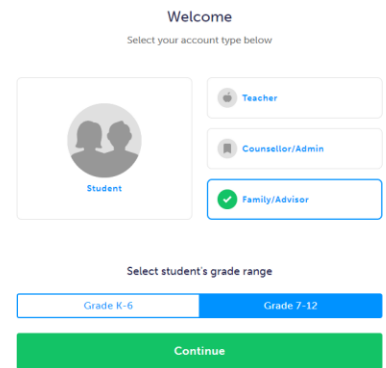 Welcome
Select your account type below
Teacher
Counsellor/Admin
Student
Family/Advisor
Select student's grade range
Grade K-6
Grade 7-12
Continue